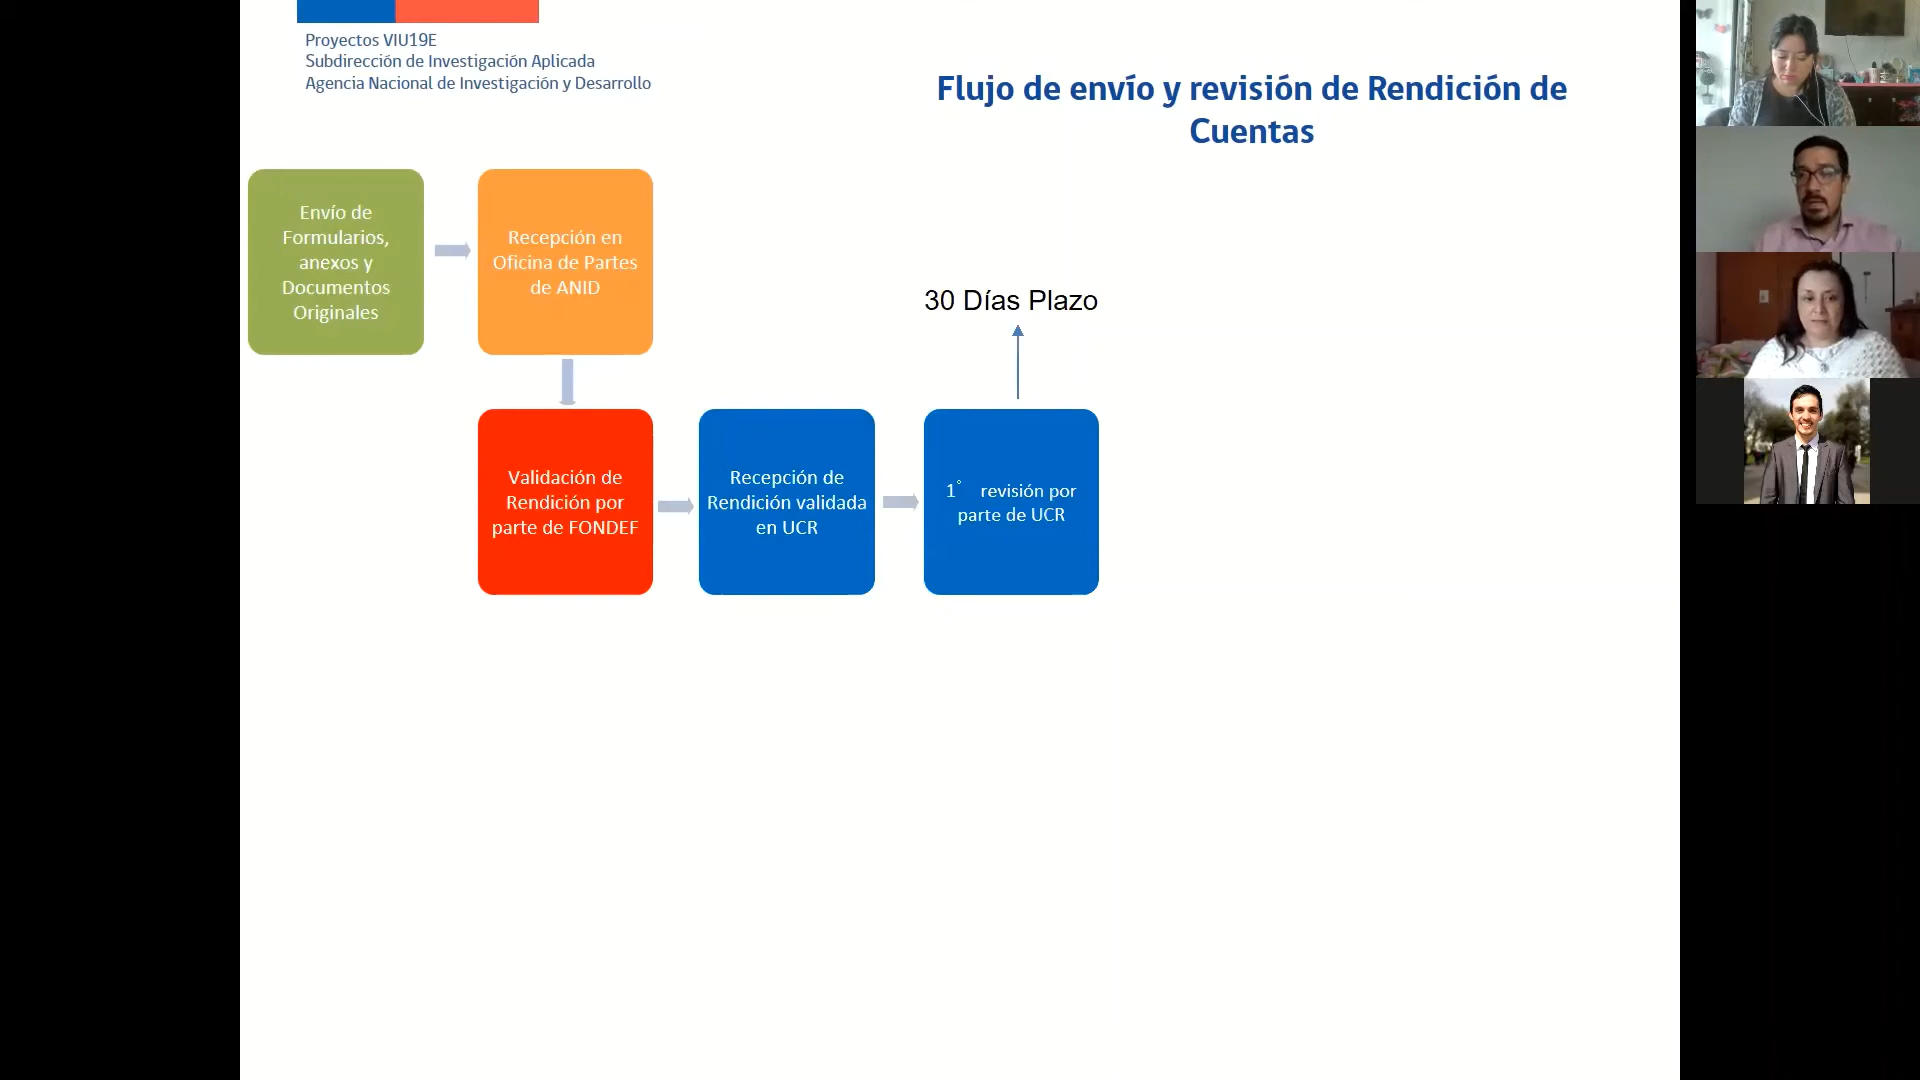 Proyectos VIU19E
Subdirección de Investigación Aplicada
Agencia Nacional de Investigación y Desarrollo
Flujo de envío y revisión de Rendición de
Cuentas
Envío de
Formularios,
anexos y
Documentos
Originales
Recepción en
Oficina de Partes
de ANID
30 Días Plazo
Validación de
Rendición por
parte de FONDEF
Recepción de
Rendición validada
en UCR
1° revisión por
parte de UCR